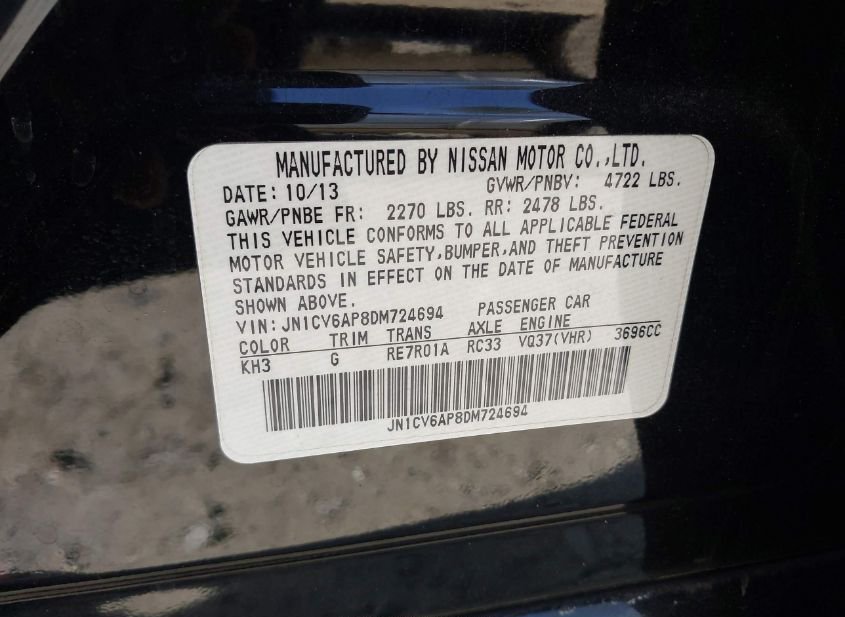 MANUFACTURED BY NISSAN MOTOR CO.,LTD.
DATE: 10/13 GVWR/PNBV: 4722 LBS.
GAWR/PNBE FR: 2270 LBS. RR: 2478 LBS.
THIS VEHICLE CONFORMS TO ALL APPLICABLE FEDERAL
MOTOR VEHICLE SAFETY,BUMPER,AND THEFT PREVENTION
STANDARDS IN EFFECT ON THE DATE OF MANUFACTURE
SHOWN ABOVE.
VIN: JN1CV6AP8DM724694 PASSENGER CAR
COLOR TRIM TRANS AXLE ENGINE
KH3 G RE7R01A RC33 VQ37(VHR) 3696CC
JN1CV6AP8DM724694